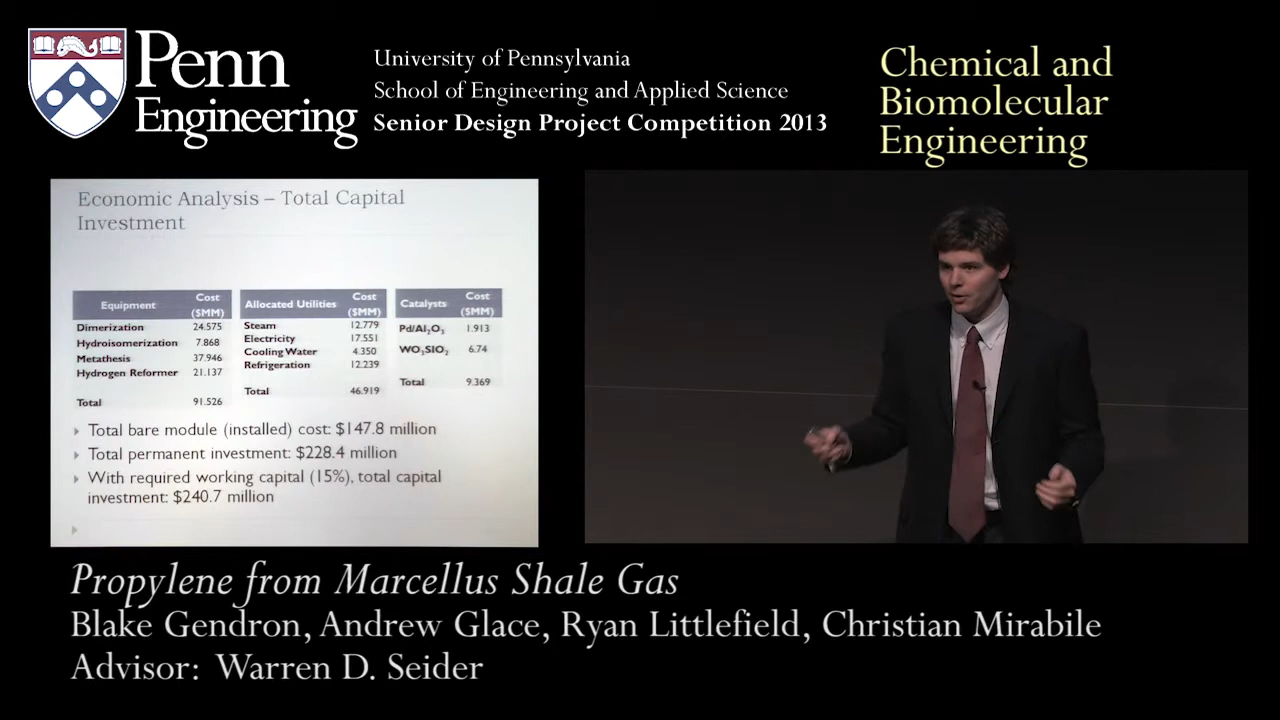 Penn
Engineering
University of Pennsylvania
School of Engineering and Applied Science
Senior Design Project Competition 2013
Chemical and
Biomolecular
Engineering
Economic Analysis – Total Capital
Investment
Equipment Cost ($MM)
Dimerization 24.575
Hydroisomerization 7.868
Metathesis 37.946
Hydrogen Reformer 21.137
Total 91.526
Allocated Utilities Cost ($MM)
Steam 12.779
Electricity 17.551
Cooling Water 4.350
Refrigeration 12.239
Total 46.919
Catalysts Cost ($MM)
Pd/Al₂O₃ 1.913
WO₃SIO₂ 6.74
Total 9.369
Total bare module (installed) cost: $147.8 million
Total permanent investment: $228.4 million
With required working capital (15%), total capital
investment: $240.7 million
Propylene from Marcellus Shale Gas
Blake Gendron, Andrew Glace, Ryan Littlefield, Christian Mirabile
Advisor: Warren D. Seider